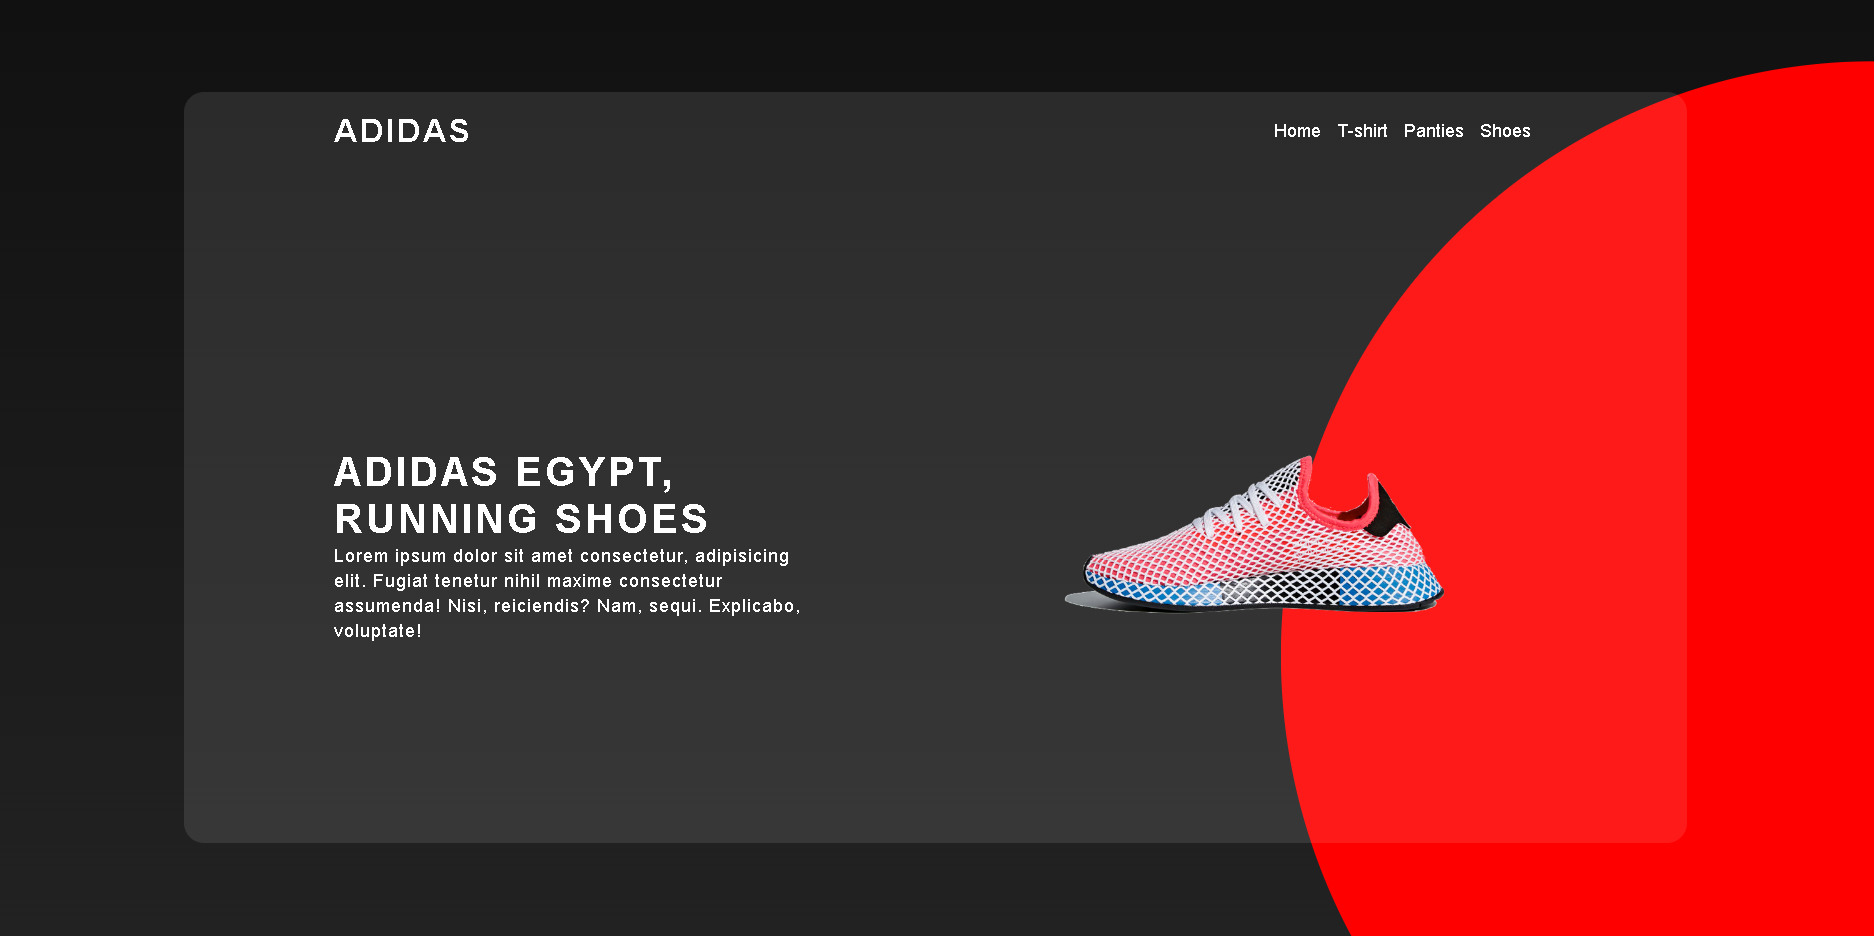 ADIDAS
Home T-shirt Panties Shoes
ADIDAS EGYPT,
RUNNING SHOES
Lorem ipsum dolor sit amet consectetur, adipisicing
elit. Fugiat tenetur nihil maxime consectetur
assumenda! Nisi, reiciendis? Nam, sequi. Explicabo,
voluptate!